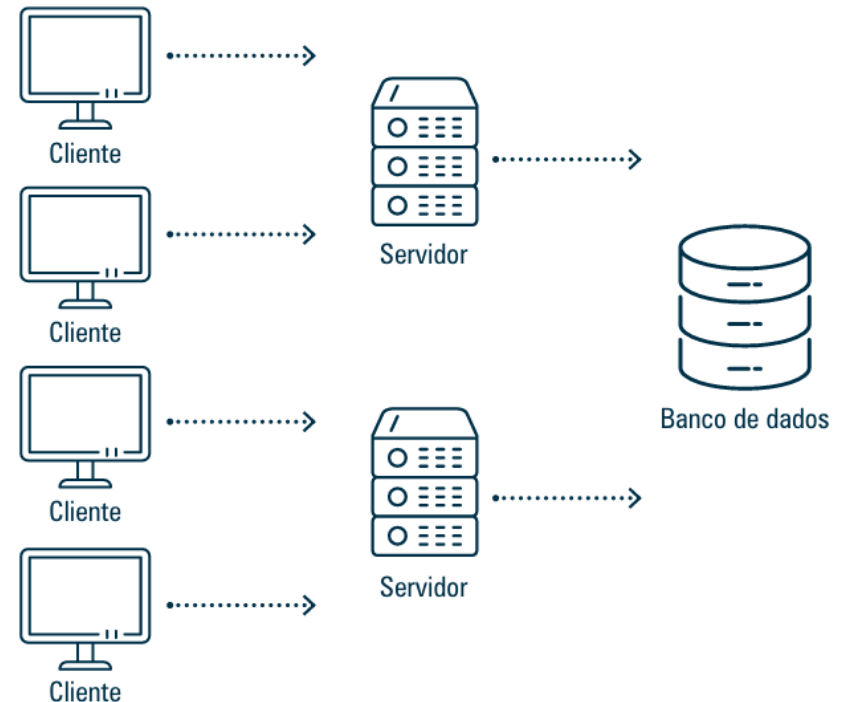 Cliente
Cliente
Cliente
Cliente
Servidor
Servidor
Banco de dados